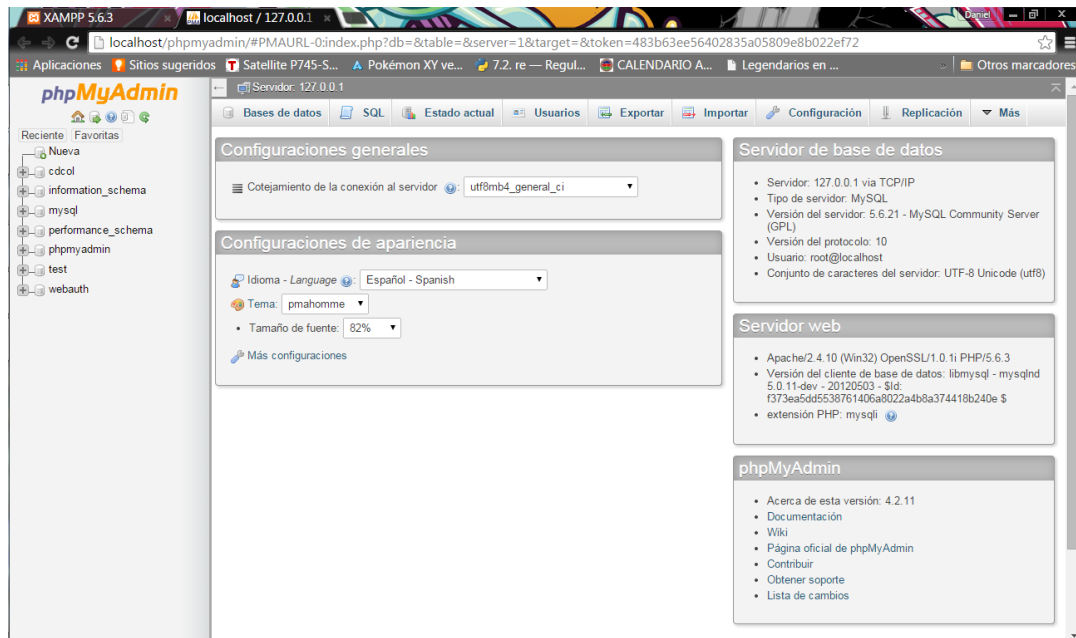 XAMPP 5.6.3
localhost / 127.0.0.1
Daniel
localhost/phpmyadmin/#PMAURL-0:index.php?db=&table=&server=1&target=&token=483b63ee56402835a05809e8b022ef72
Aplicaciones
Sitios sugeridos
Satellite P745-S...
Pokémon XY ve...
7.2. re — Regul...
CALENDARIO A...
Legendarios en ...
»
Otros marcadores
phpMyAdmin
Reciente Favoritas
Nueva
cdcol
information_schema
mysql
performance_schema
phpmyadmin
test
webauth
Servidor: 127.0.0.1
Bases de datos
SQL
Estado actual
Usuarios
Exportar
Importar
Configuración
Replicación
Más
Configuraciones generales
Cotejamiento de la conexión al servidor : utf8mb4_general_ci
Configuraciones de apariencia
Idioma - Language : Español - Spanish
Tema: pmahomme
• Tamaño de fuente: 82%
Más configuraciones
Servidor de base de datos
• Servidor: 127.0.0.1 via TCP/IP
• Tipo de servidor: MySQL
• Versión del servidor: 5.6.21 - MySQL Community Server
(GPL)
• Versión del protocolo: 10
• Usuario: root@localhost
• Conjunto de caracteres del servidor: UTF-8 Unicode (utf8)
Servidor web
• Apache/2.4.10 (Win32) OpenSSL/1.0.1i PHP/5.6.3
• Versión del cliente de base de datos: libmysql - mysqlnd
5.0.11-dev - 20120503 - $Id:
f373ea5dd5538761406a8022a4b8a374418b240e $
• extensión PHP: mysqli
phpMyAdmin
• Acerca de esta versión: 4.2.11
• Documentación
• Wiki
• Página oficial de phpMyAdmin
• Contribuir
• Obtener soporte
• Lista de cambios